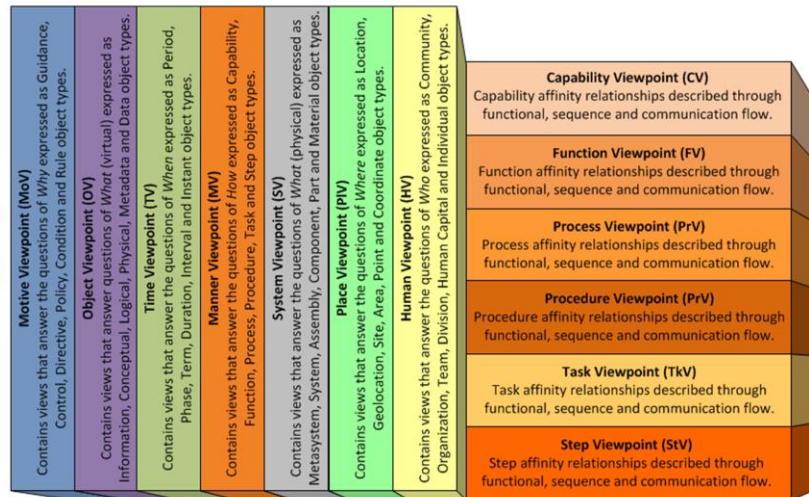 Motive Viewpoint (MoV)
Contains views that answer the questions of Why expressed as Guidance,
Control, Directive, Policy, Condition and Rule object types.
Object Viewpoint (OV)
Contains views that answer questions of What (virtual) expressed as
Information, Conceptual, Logical, Physical, Metadata and Data object types.
Time Viewpoint (TV)
Contains views that answer the questions of When expressed as Period,
Phase, Term, Duration, Interval and Instant object types.
Manner Viewpoint (MV)
Contains views that answer the questions of How expressed as Capability,
Function, Process, Procedure, Task and Step object types.
System Viewpoint (SV)
Contains views that answer the questions of What (physical) expressed as
Metasystem, System, Assembly, Component, Part and Material object types.
Place Viewpoint (PlV)
Contains views that answer the questions of Where expressed as Location,
Geolocation, Site, Area, Point and Coordinate object types.
Human Viewpoint (HV)
Contains views that answer the questions of Who expressed as Community,
Organization, Team, Division, Human Capital and Individual object types.
Capability Viewpoint (CV)
Capability affinity relationships described through
functional, sequence and communication flow.
Function Viewpoint (FV)
Function affinity relationships described through
functional, sequence and communication flow.
Process Viewpoint (PrV)
Process affinity relationships described through
functional, sequence and communication flow.
Procedure Viewpoint (PrV)
Procedure affinity relationships described through
functional, sequence and communication flow.
Task Viewpoint (TkV)
Task affinity relationships described through
functional, sequence and communication flow.
Step Viewpoint (StV)
Step affinity relationships described through
functional, sequence and communication flow.